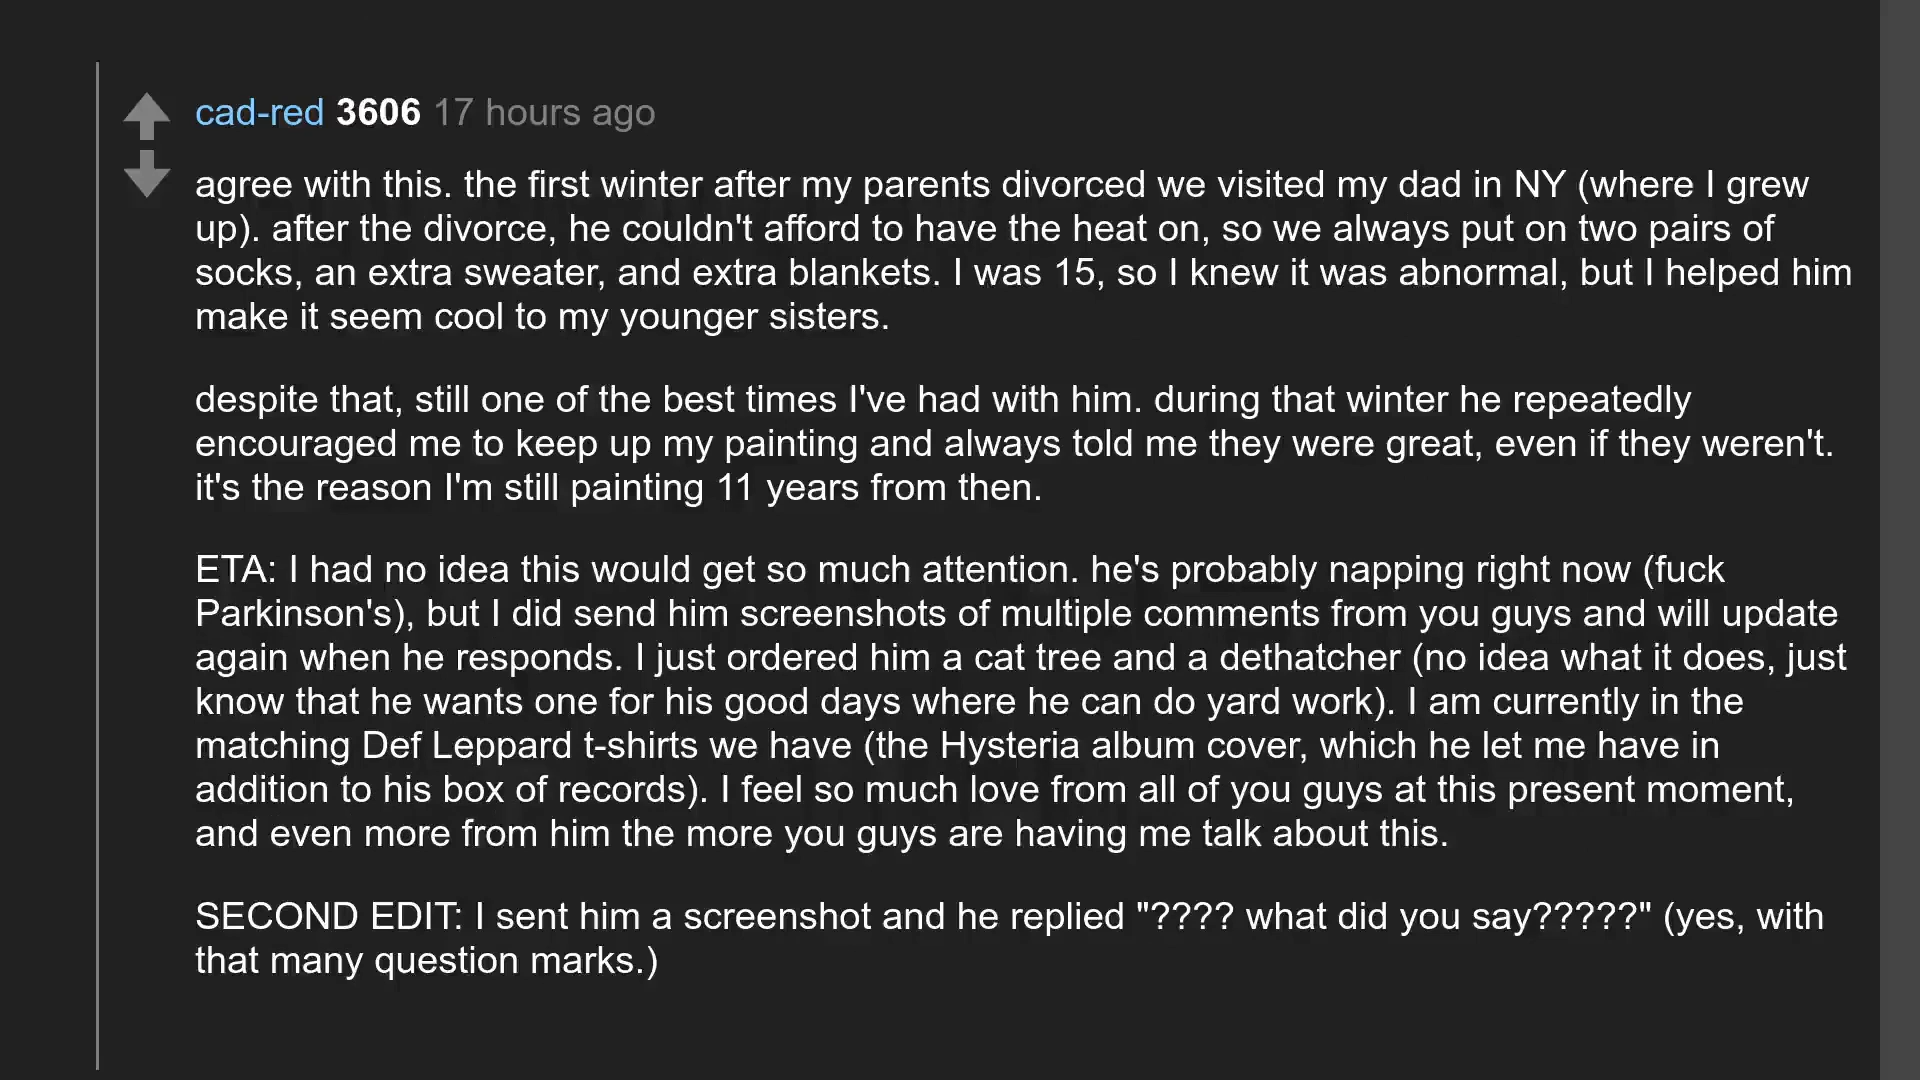 cad-red 3606 17 hours ago
agree with this. the first winter after my parents divorced we visited my dad in NY (where I grew
up). after the divorce, he couldn't afford to have the heat on, so we always put on two pairs of
socks, an extra sweater, and extra blankets. I was 15, so I knew it was abnormal, but I helped him
make it seem cool to my younger sisters.
despite that, still one of the best times I've had with him. during that winter he repeatedly
encouraged me to keep up my painting and always told me they were great, even if they weren't.
it's the reason I'm still painting 11 years from then.
ETA: I had no idea this would get so much attention. he's probably napping right now (fuck
Parkinson's), but I did send him screenshots of multiple comments from you guys and will update
again when he responds. I just ordered him a cat tree and a dethatcher (no idea what it does, just
know that he wants one for his good days where he can do yard work). I am currently in the
matching Def Leppard t-shirts we have (the Hysteria album cover, which he let me have in
addition to his box of records). I feel so much love from all of you guys at this present moment,
and even more from him the more you guys are having me talk about this.
SECOND EDIT: I sent him a screenshot and he replied "???? what did you say?????" (yes, with
that many question marks.)